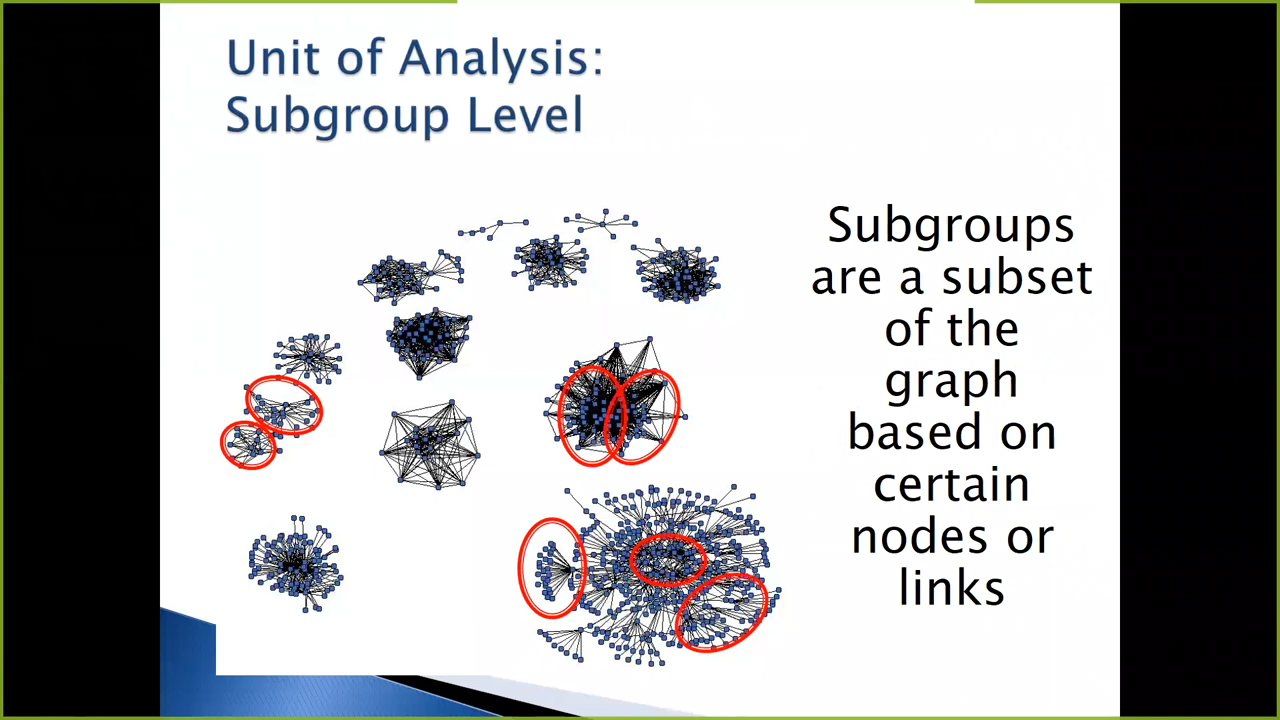 Unit of Analysis:
Subgroup Level
Subgroups
are a subset
of the
graph
based on
certain
nodes or
links